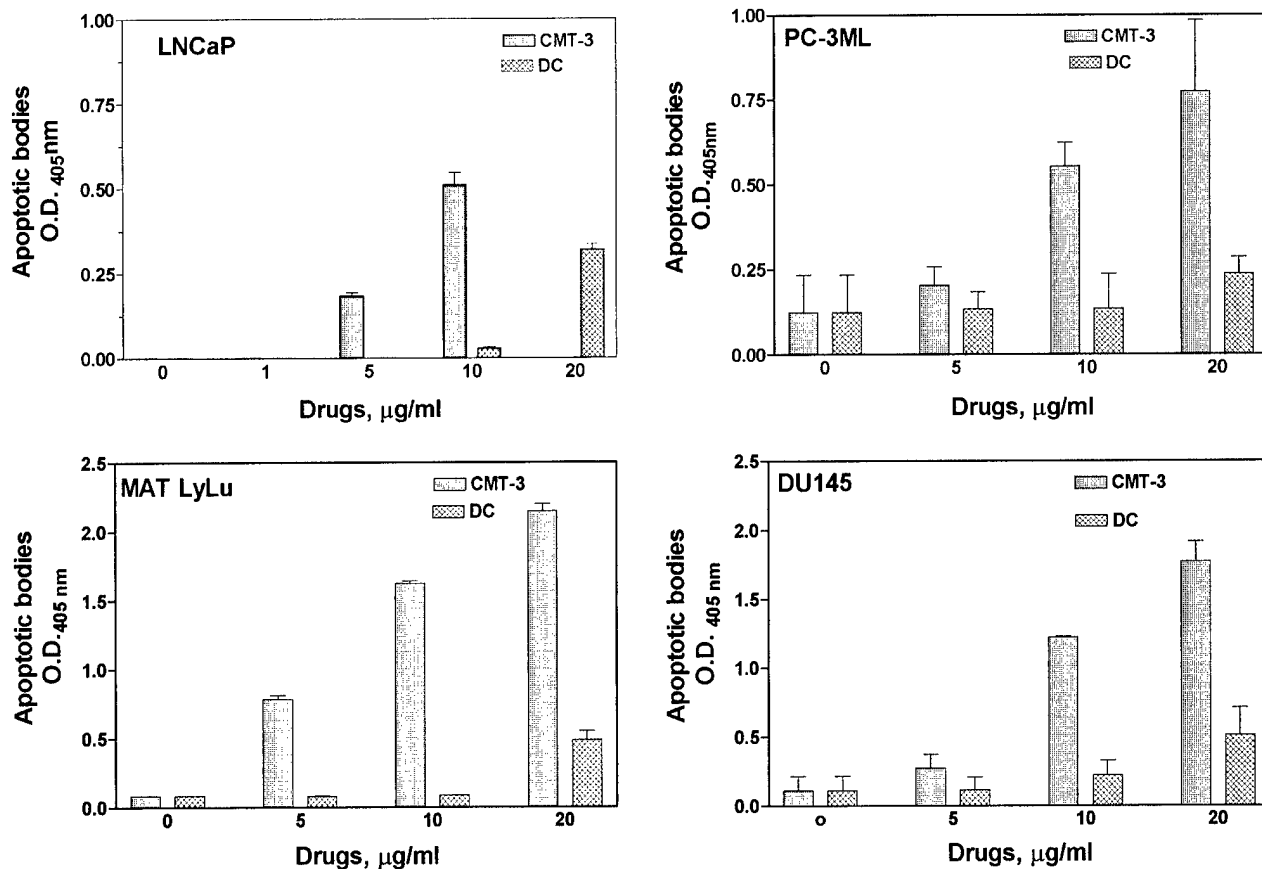 LNCaP
CMT-3
DC
1.00
0.75
0.50
0.25
0.00
Apoptotic bodies
O.D. 405nm
0 1 5 10 20
Drugs, µg/ml
PC-3ML
CMT-3
DC
1.00
0.75
0.50
0.25
0.00
Apoptotic bodies
O.D. 405nm
0 5 10 20
Drugs, µg/ml
MAT LyLu
CMT-3
DC
2.5
2.0
1.5
1.0
0.5
0.0
Apoptotic bodies
O.D. 405 nm
0 5 10 20
Drugs, µg/ml
DU145
CMT-3
DC
2.5
2.0
1.5
1.0
0.5
0.0
Apoptotic bodies
O.D. 405 nm
o 5 10 20
Drugs, µg/ml